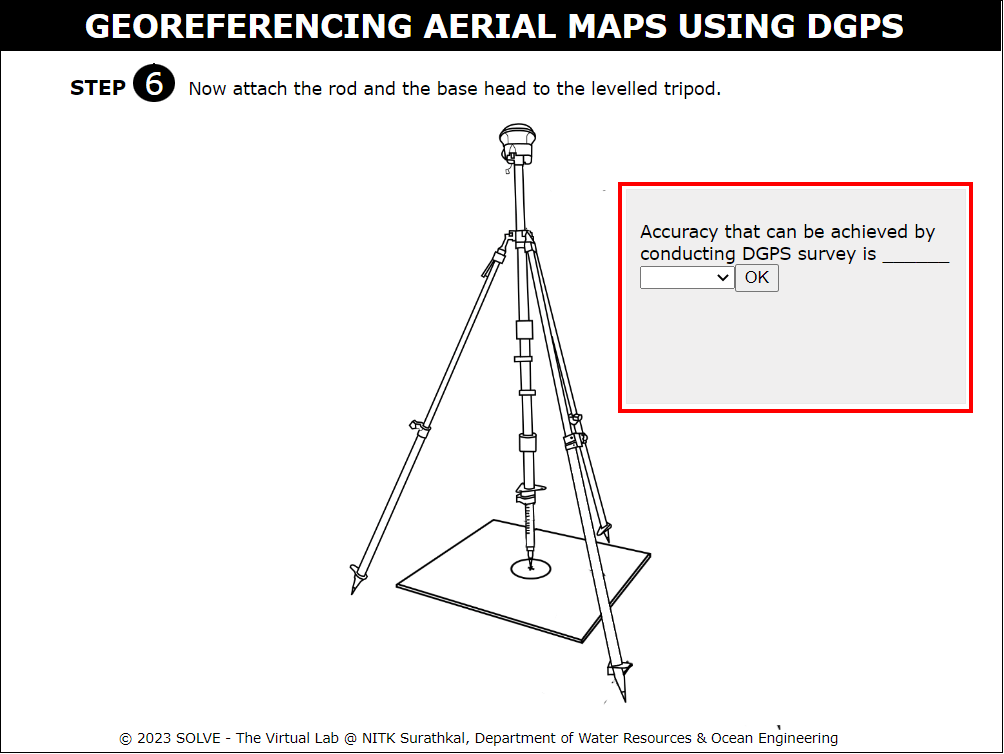 GEOREFERENCING AERIAL MAPS USING DGPS
STEP 6 Now attach the rod and the base head to the levelled tripod.
Accuracy that can be achieved by
conducting DGPS survey is _______
OK
© 2023 SOLVE - The Virtual Lab @ NITK Surathkal, Department of Water Resources & Ocean Engineering